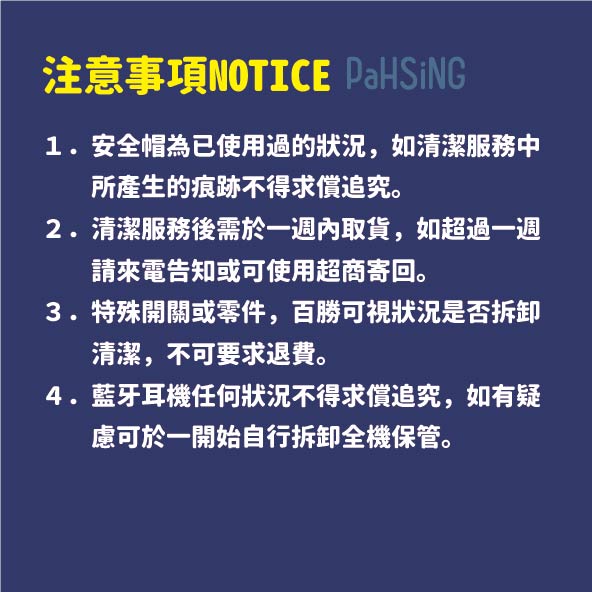 注意事項NOTICE PaHSiNG
１．安全帽為已使用過的狀況，如清潔服務中
所產生的痕跡不得求償追究。
２．清潔服務後需於一週內取貨，如超過一週
請來電告知或可使用超商寄回。
３．特殊開關或零件，百勝可視狀況是否拆卸
清潔，不可要求退費。
４．藍牙耳機任何狀況不得求償追究，如有疑
慮可於一開始自行拆卸全機保管。